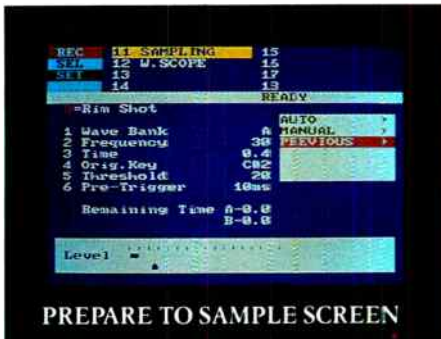 REC 11 SAMPLING 15
SEL 12 W.SCOPE 16
SET 13 17
14 18
READY
=Rim Shot
AUTO >
1 Wave Bank A MANUAL >
2 Frequency 30 PREVIOUS >
3 Time 0.4
4 Orig.Key C02
5 Threshold 20
6 Pre-Trigger 10ms
Remaining Time A-0.0
B-0.0
Level
PREPARE TO SAMPLE SCREEN